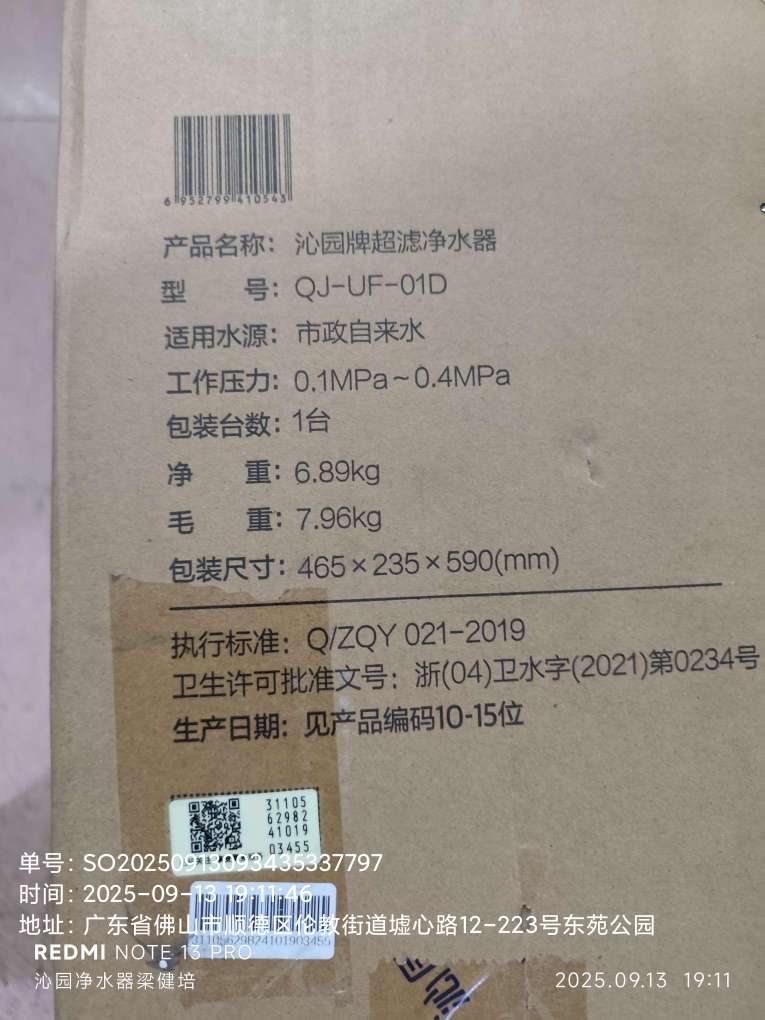 6 952799 410543
产品名称：沁园牌超滤净水器
型 号：QJ-UF-01D
适用水源：市政自来水
工作压力：0.1MPa~0.4MPa
包装台数：1台
净 重：6.89kg
毛 重：7.96kg
包装尺寸：465×235×590(mm)
执行标准：Q/ZQY 021-2019
卫生许可批准文号：浙(04)卫水字(2021)第0234号
生产日期：见产品编码10-15位
31105
62982
41019
03455
单号：SO20250913093435337797
时间：2025-09-13 19:11:46
地址：广东省佛山市顺德区伦教街道墟心路12-223号东苑公园
31105629824101903455
REDMI NOTE 13 PRO
沁园净水器梁健培
2025.09.13 19:11
沁